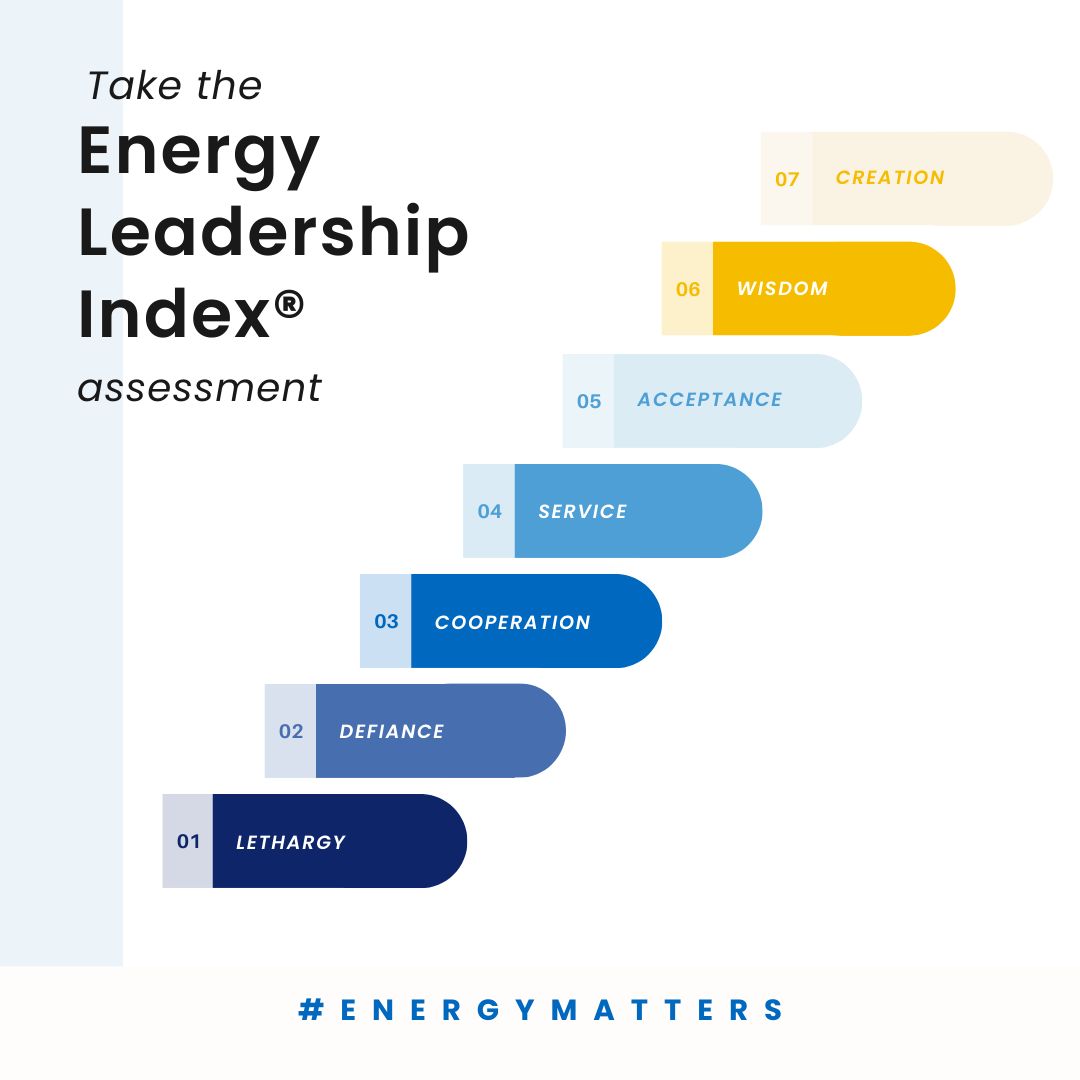 Take the
Energy
Leadership
Index®
assessment
07 CREATION
06 WISDOM
05 ACCEPTANCE
04 SERVICE
03 COOPERATION
02 DEFIANCE
01 LETHARGY
#ENERGYMATTERS